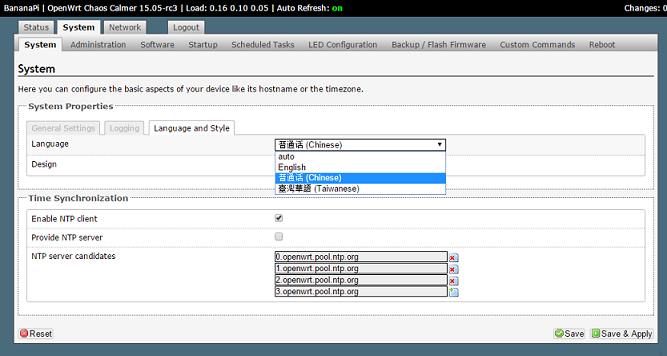 BananaPi | OpenWrt Chaos Calmer 15.05-rc3 | Load: 0.16 0.10 0.05 | Auto Refresh: on Changes: 0
Status System Network Logout
System Administration Software Startup Scheduled Tasks LED Configuration Backup / Flash Firmware Custom Commands Reboot
System
Here you can configure the basic aspects of your device like its hostname or the timezone.
System Properties
General Settings Logging Language and Style
Language 普通话 (Chinese)
auto
Design English
普通话 (Chinese)
臺灣華語 (Taiwanese)
Time Synchronization
Enable NTP client
Provide NTP server
NTP server candidates 0.openwrt.pool.ntp.org
1.openwrt.pool.ntp.org
2.openwrt.pool.ntp.org
3.openwrt.pool.ntp.org
Reset Save Save & Apply